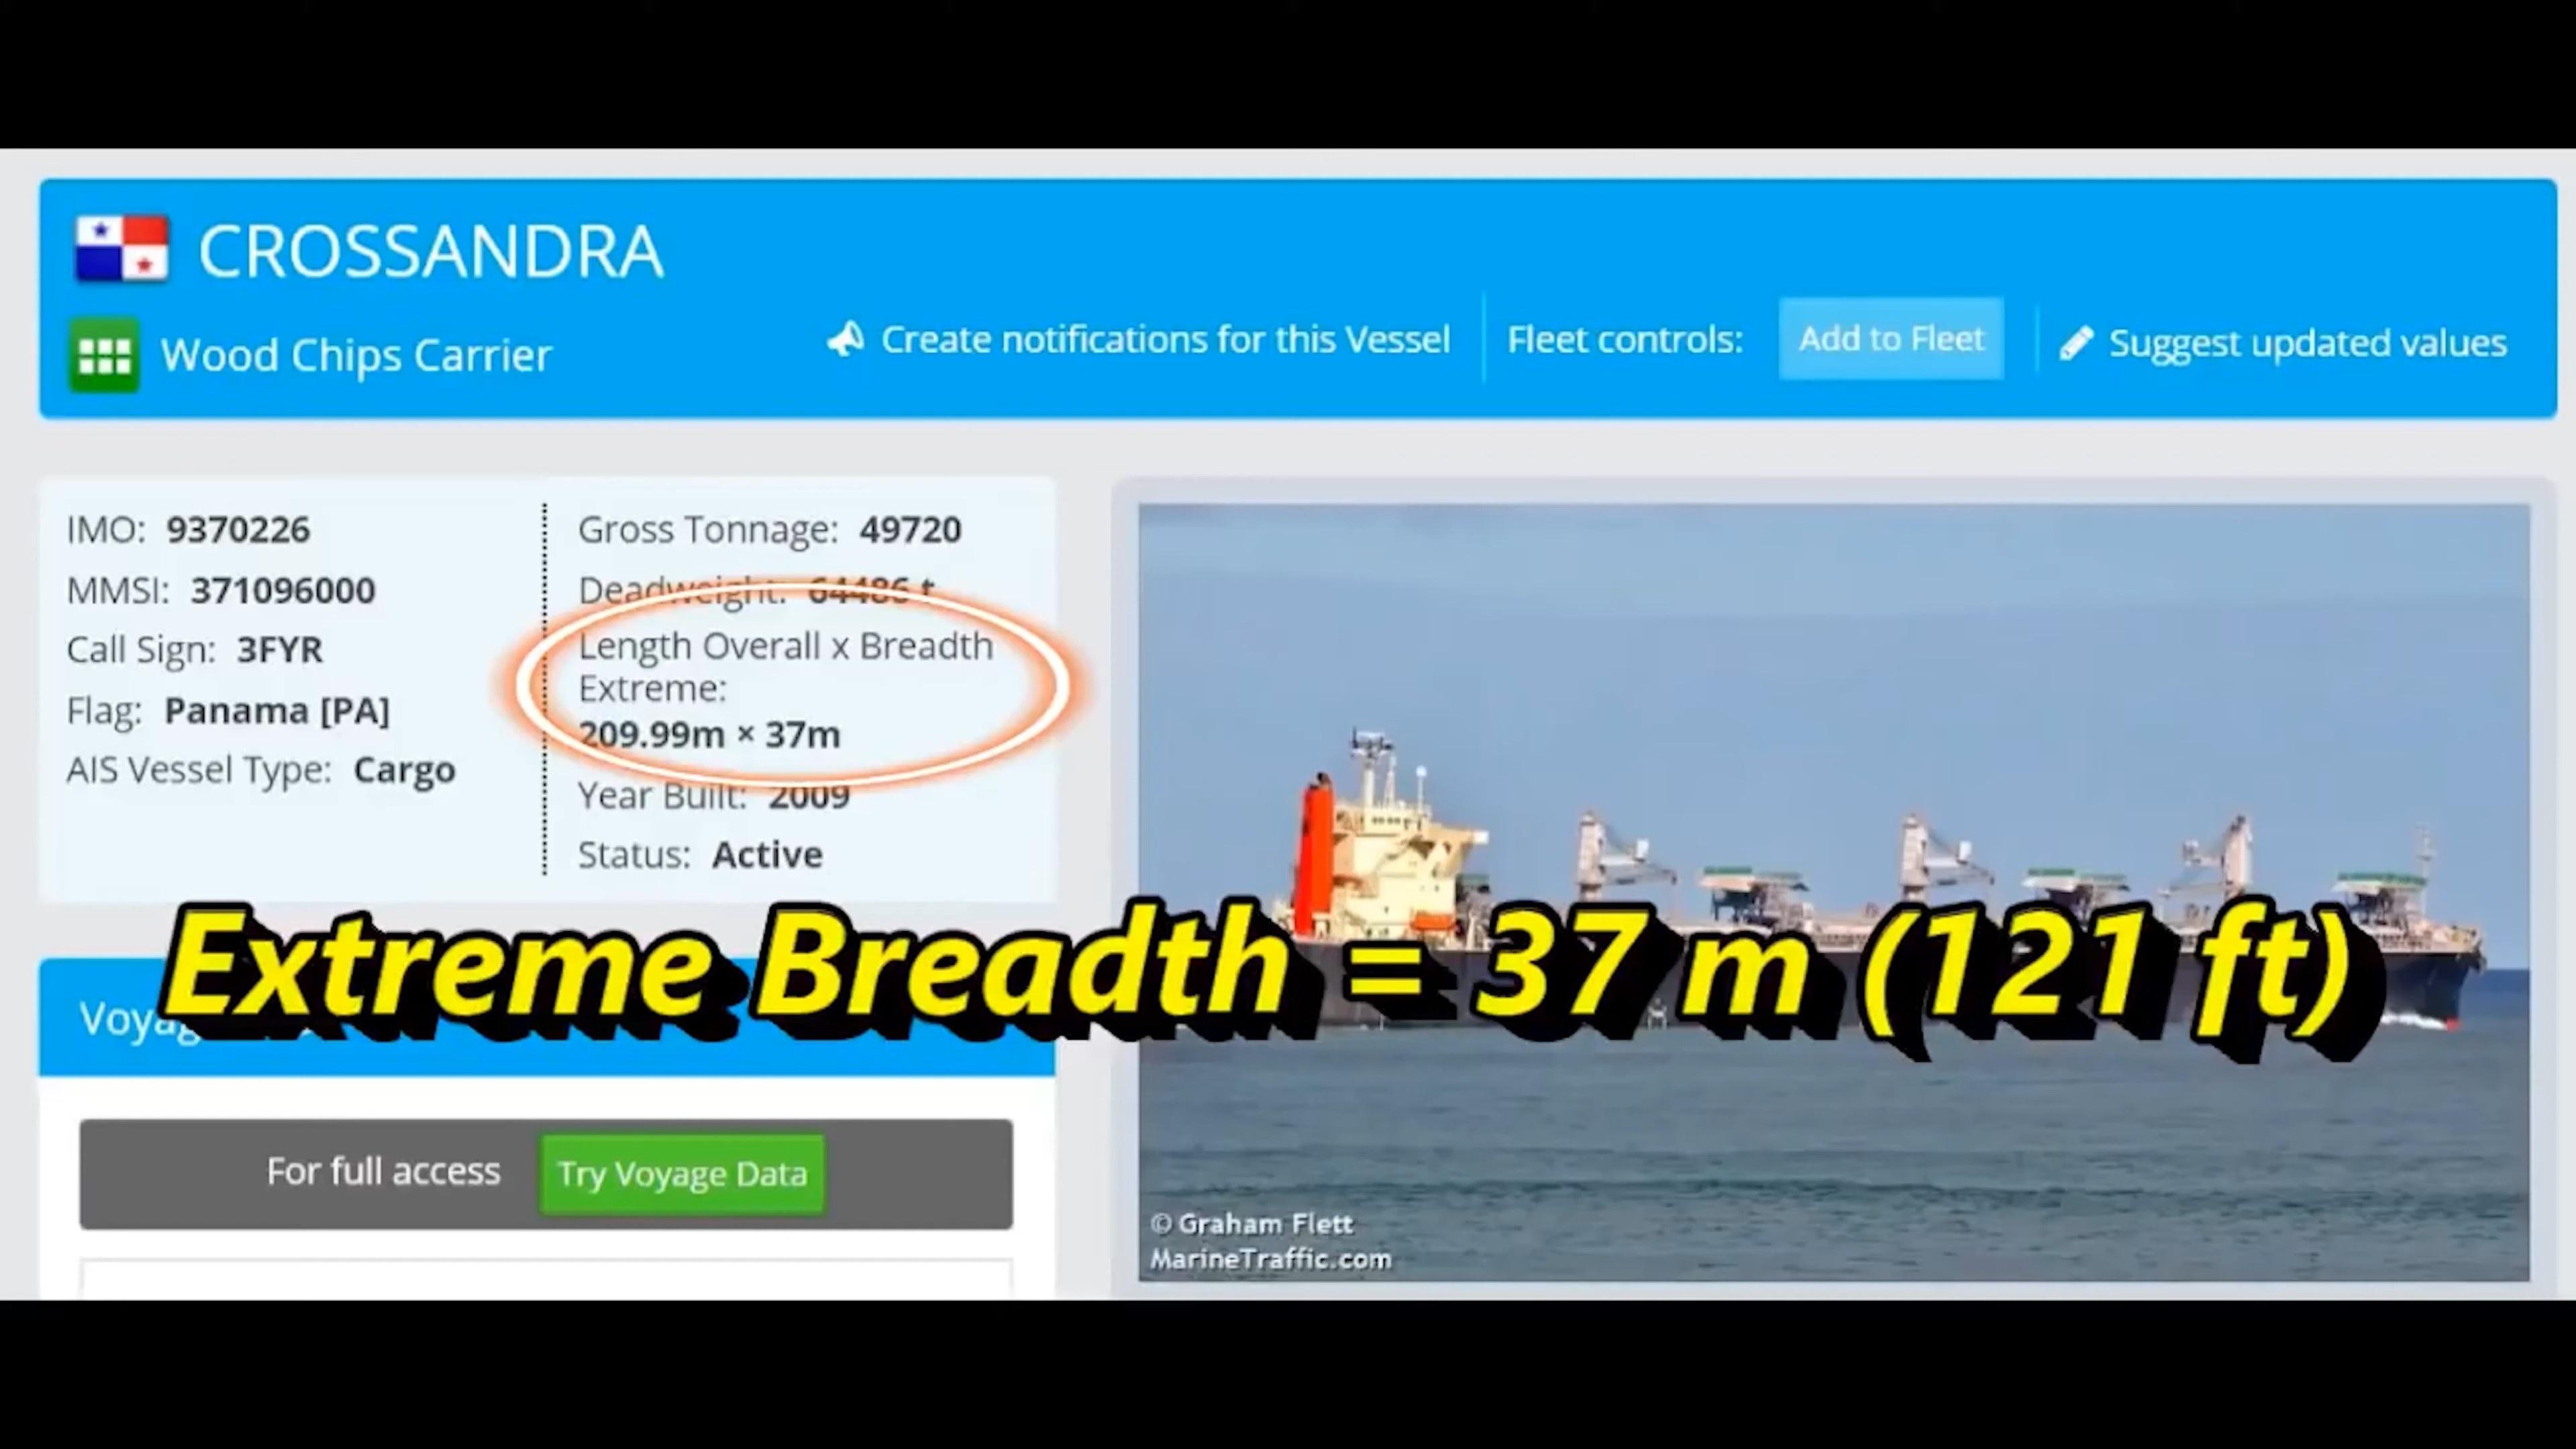 CROSSANDRA
Wood Chips Carrier
Create notifications for this Vessel
Fleet controls:
Add to Fleet
Suggest updated values
IMO: 9370226
MMSI: 371096000
Call Sign: 3FYR
Flag: Panama [PA]
AIS Vessel Type: Cargo
Gross Tonnage: 49720
Deadweight: 64486 t
Length Overall x Breadth
Extreme:
209.99m × 37m
Year Built: 2009
Status: Active
Extreme Breadth = 37 m (121 ft)
For full access
Try Voyage Data
© Graham Flett
MarineTraffic.com